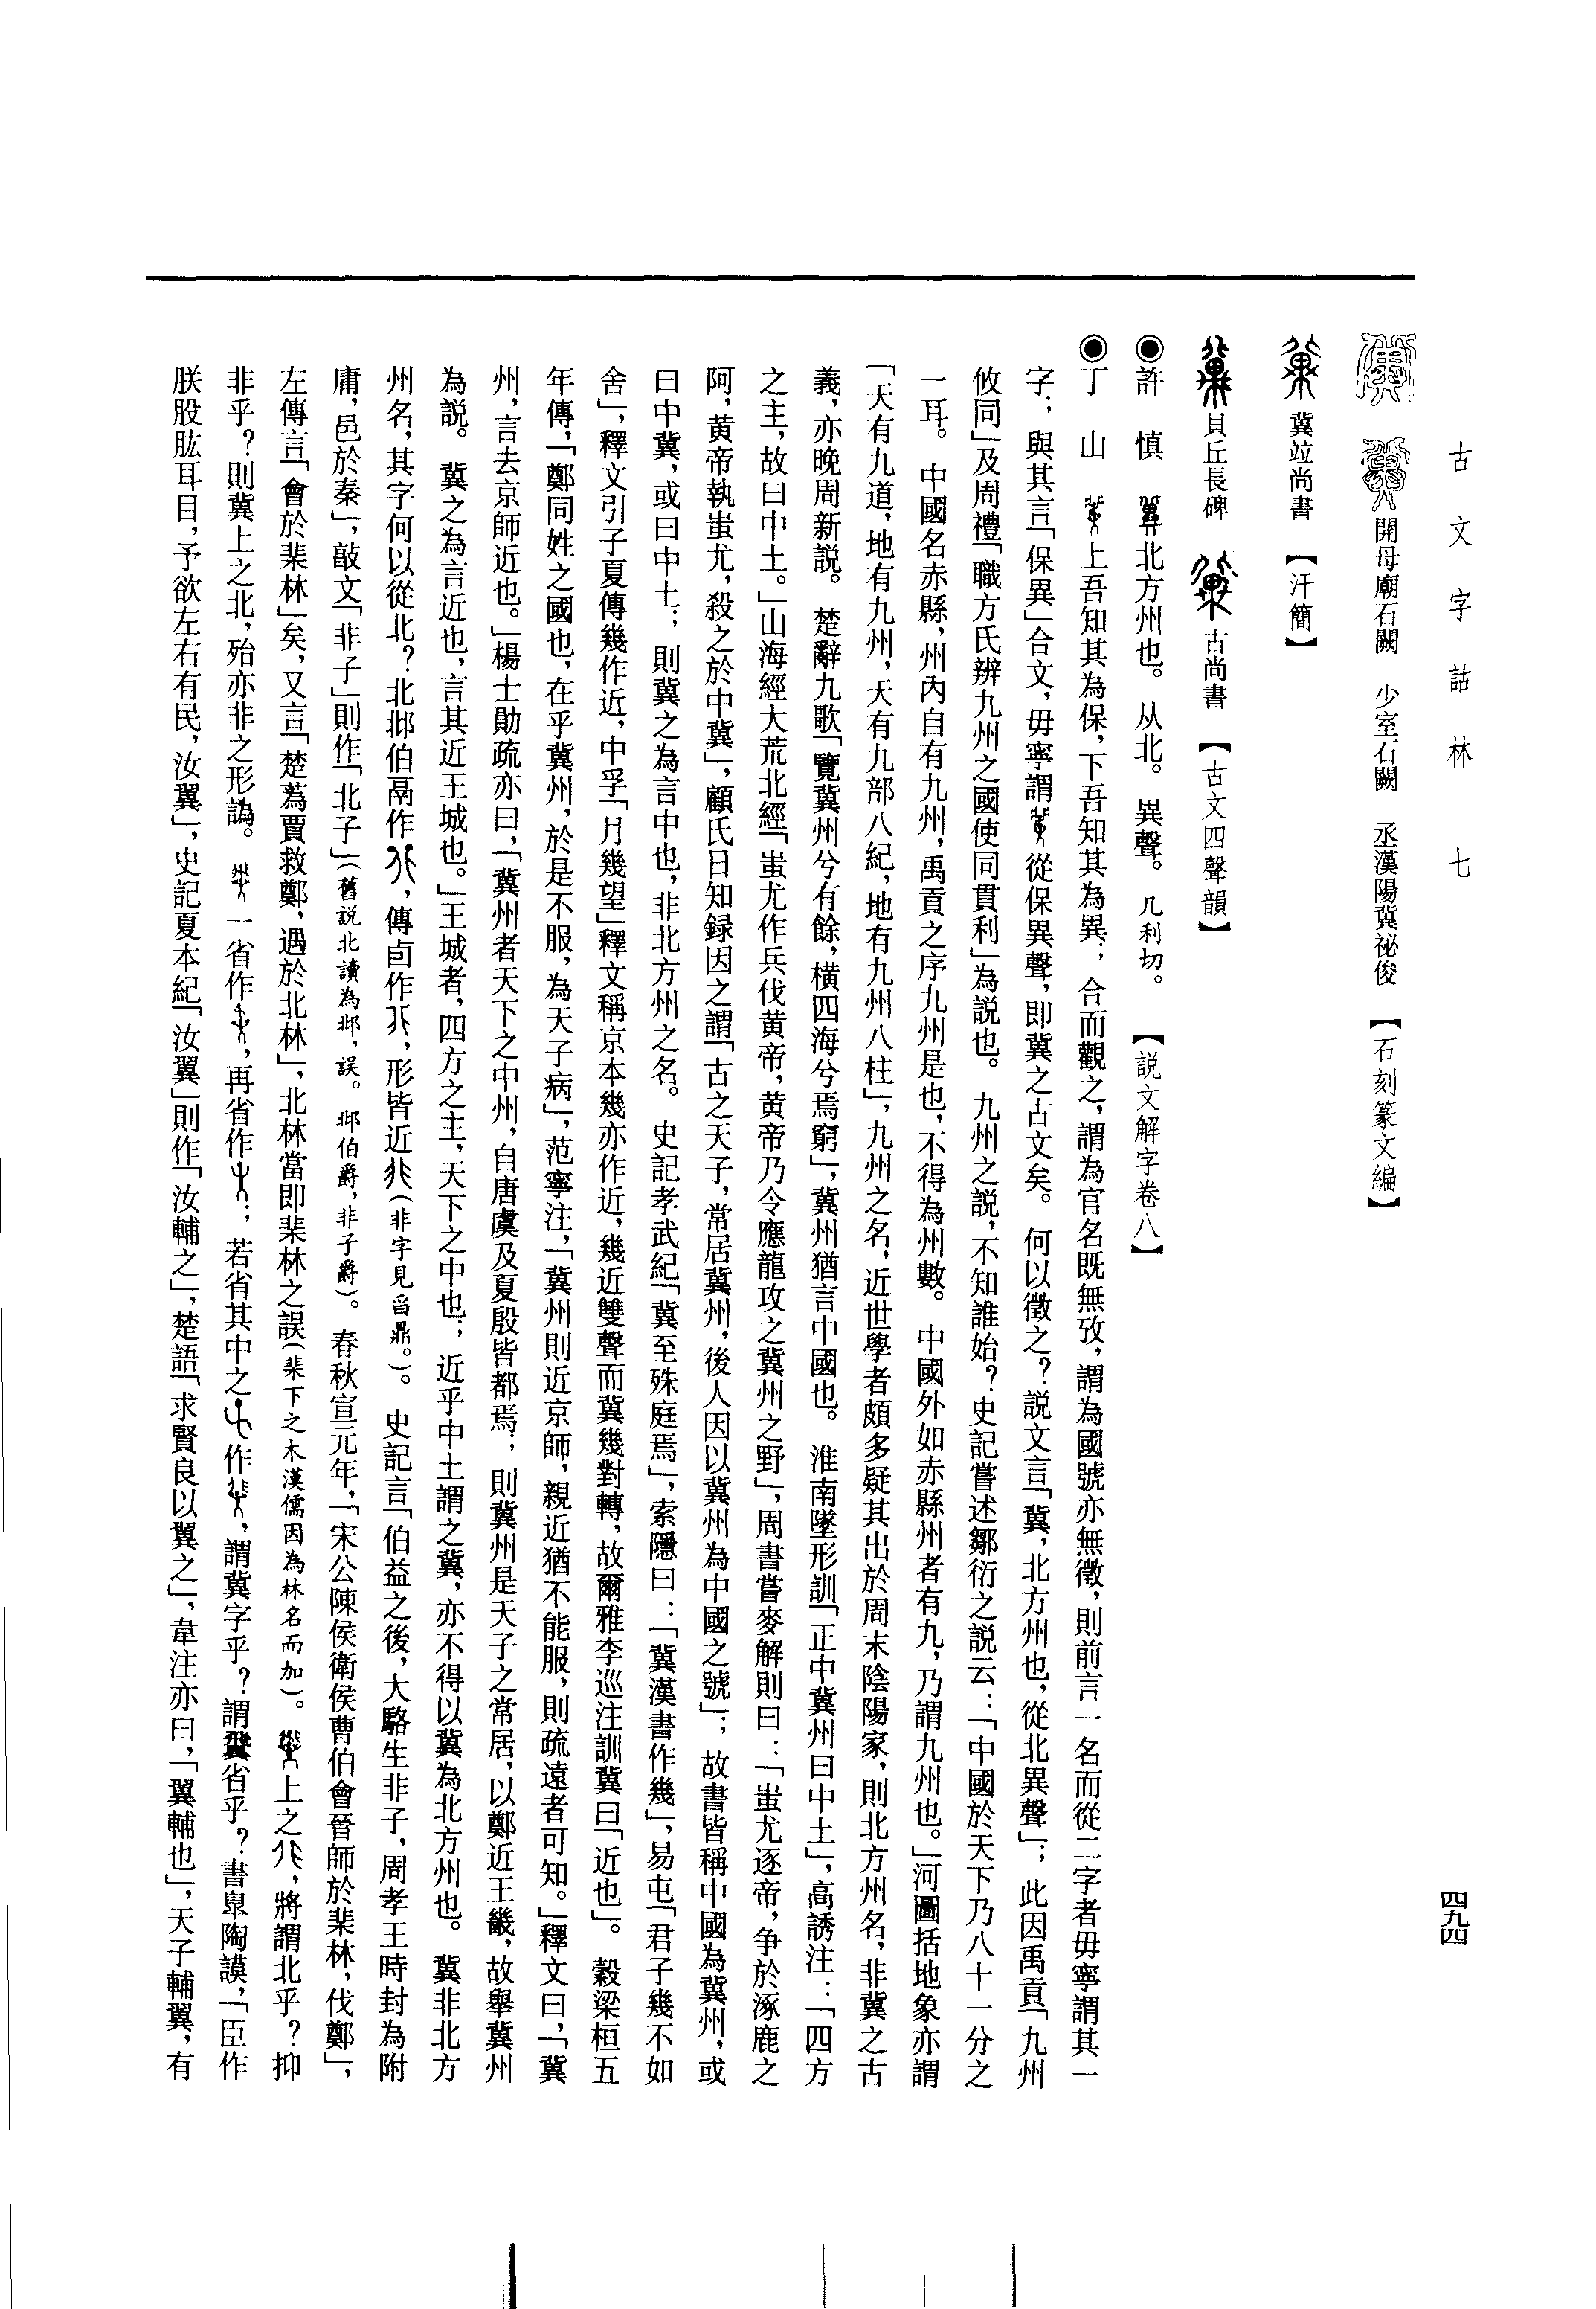 古文字詁林 七
四九四
開母廟石闕 少室石闕 丞漢陽冀祕俊 【石刻篆文編】
冀竝尚書 【汗簡】
貝丘長碑 古尚書 【古文四聲韻】
◉許 慎 北方州也。从北。異聲。几利切。 【説文解字卷八】
◉丁 山 上吾知其為保，下吾知其為異；合而觀之，謂為官名既無攷，謂為國號亦無徵，則前言一名而從二字者毋寧謂其一
字；與其言「保異」合文，毋寧謂 從保異聲，即冀之古文矣。何以徵之？説文言「冀，北方州也，從北異聲」；此因禹貢「九州
攸同」及周禮「職方氏辨九州之國使同貫利」為説也。九州之説，不知誰始？史記嘗述鄒衍之説云：「中國於天下乃八十一分之
一耳。中國名赤縣，州內自有九州，禹貢之序九州是也，不得為州數。中國外如赤縣州者有九，乃謂九州也。」河圖括地象亦謂
「天有九道，地有九州，天有九部八紀，地有九州八柱」，九州之名，近世學者頗多疑其出於周末陰陽家，則北方州名，非冀之古
義，亦晚周新説。楚辭九歌「覽冀州兮有餘，橫四海兮焉窮」，冀州猶言中國也。淮南墜形訓「正中冀州曰中土」，高誘注：「四方
之主，故曰中土。」山海經大荒北經「蚩尤作兵伐黄帝，黄帝乃令應龍攻之冀州之野」，周書嘗麥解則曰：「蚩尤逐帝，争於涿鹿之
阿，黄帝執蚩尤，殺之於中冀」，顧氏日知録因之謂「古之天子，常居冀州，後人因以冀州為中國之號」；故書皆稱中國為冀州，或
曰中冀，或曰中土；則冀之為言中也，非北方州之名。史記孝武紀「冀至殊庭焉」，索隱曰：「冀漢書作幾」，易屯「君子幾不如
舍」，釋文引子夏傳幾作近，中孚「月幾望」釋文稱京本幾亦作近，幾近雙聲而冀幾對轉，故爾雅李巡注訓冀曰「近也」。穀梁桓五
年傳，「鄭同姓之國也，在乎冀州，於是不服，為天子病」，范寧注，「冀州則近京師，親近猶不能服，則疏遠者可知。」釋文曰，「冀
州，言去京師近也。」楊士勛疏亦曰，「冀州者天下之中州，自唐虞及夏殷皆都焉，則冀州是天子之常居，以鄭近王畿，故舉冀州
為説。冀之為言近也，言其近王城也。」王城者，四方之主，天下之中也；近乎中土謂之冀，亦不得以冀為北方州也。冀非北方
州名，其字何以從北？北邶伯鬲作 ，傳卣作 ，形皆近 （非字見舀鼎。）。史記言「伯益之後，大駱生非子，周孝王時封為附
庸，邑於秦」，敔文「非子」則作「北子」（舊説北讀為邶，誤。邶伯爵，非子爵）。春秋宣元年，「宋公陳侯衛侯曹伯會晉師於棐林，伐鄭」，
左傳言「會於棐林」矣，又言「楚蔿賈救鄭，遇於北林」，北林當即棐林之誤（棐下之木漢儒因為林名而加）。 上之 ，將謂北乎？抑
非乎？則冀上之北，殆亦非之形譌。 一省作 ，再省作 ；若省其中之 作 ，謂冀字乎？謂 省乎？書皋陶謨，「臣作
朕股肱耳目，予欲左右有民，汝翼」，史記夏本紀「汝翼」則作「汝輔之」，楚語「求賢良以翼之」，韋注亦曰，「翼輔也」，天子輔翼，有